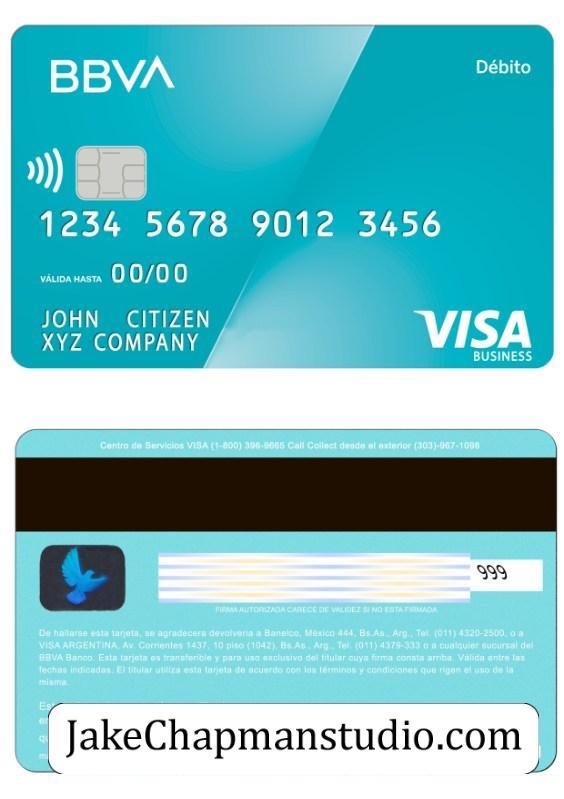 BBVA
Débito
1234 5678 9012 3456
VÁLIDA HASTA 00/00
JOHN CITIZEN
XYZ COMPANY
VISA
BUSINESS
Centro de Servicios VISA (1-800) 396-9665 Call Collect desde el exterior (303)-967-1096
999
FIRMA AUTORIZADA CARECE DE VALIDEZ SI NO ESTA FIRMADA
De hallarse esta tarjeta, se agradecera devolveria a Banelco, México 444, Bs.As., Arg., Tel. (011) 4320-2500, o a
VISA ARGENTINA, Av. Corrientes 1437, 10 piso (1042), Bs.As., Arg., Tel. (011) 4379-333 o a cualquier sucursal del
BBVA Banco. Esta tarjeta es transferible y para uso exclusivo del titular cuya firma consta arriba. Válida entre las
fechas indicadas. El titular utiliza esta tarjeta de acuerdo con los términos y condiciones que rigen el uso de la
misma.
JakeChapmanstudio.com